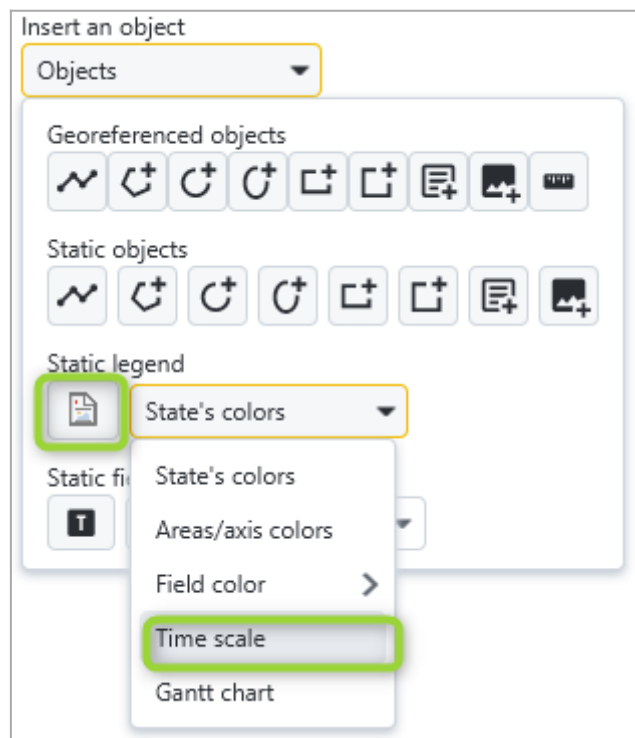 Insert an object
Objects
Georeferenced objects
Static objects
Static legend
State's colors
Static fi
State's colors
T
Areas/axis colors
Field color
Time scale
Gantt chart